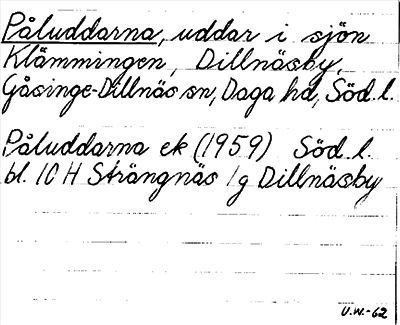 Påluddarna, uddar i sjön
Klämmingen, Dillnäsby,
Gåsinge-Dillnäs sn, Daga hd, Söd. l.
Påluddarna ek (1959) Söd. l.
bl. 10 H Strängnäs /g Dillnäsby
U.W.-62